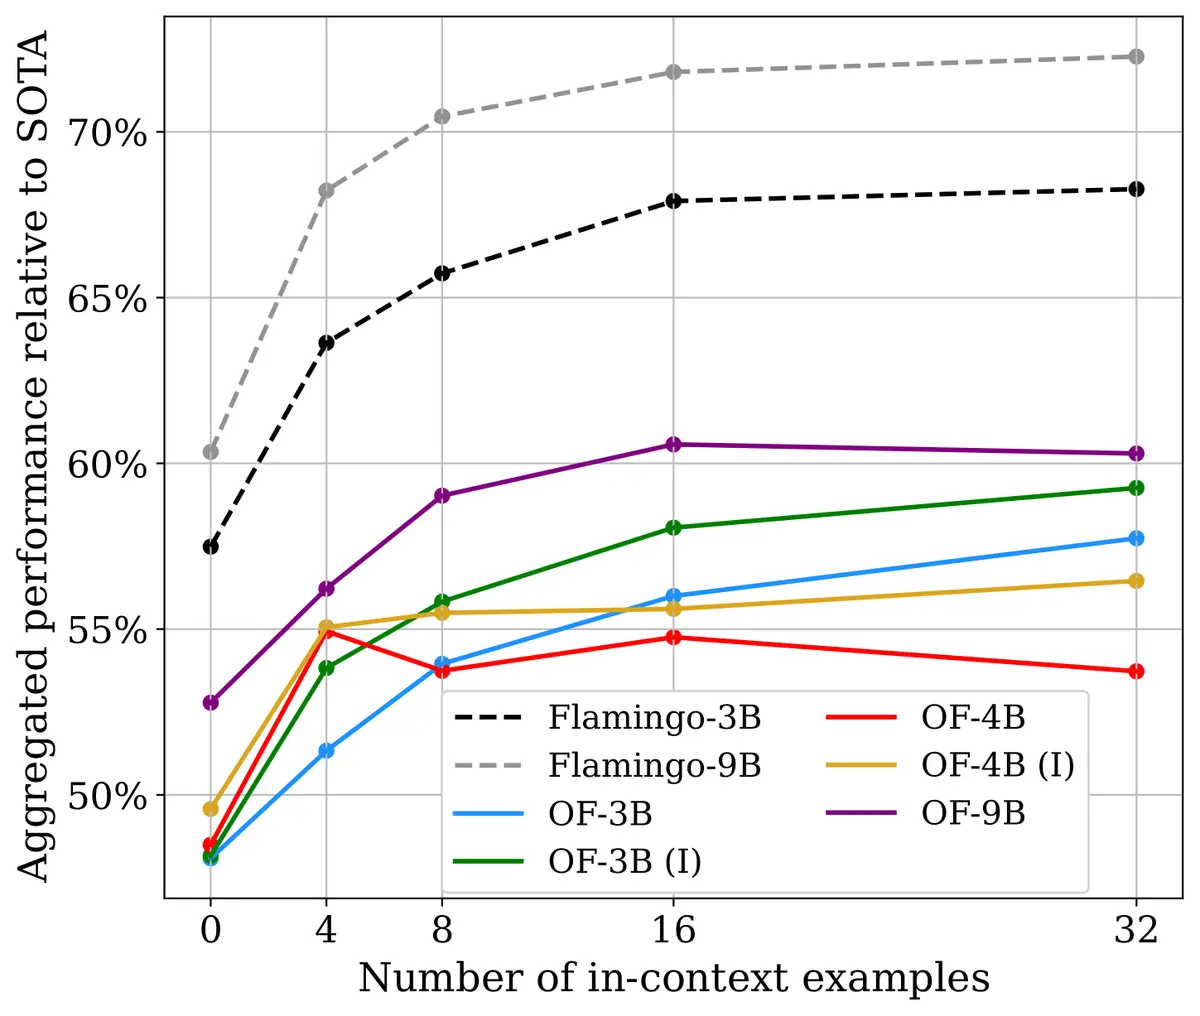 Aggregated performance relative to SOTA
70%
65%
60%
55%
50%
Flamingo-3B
Flamingo-9B
OF-3B
OF-3B (I)
OF-4B
OF-4B (I)
OF-9B
0 4 8 16 32
Number of in-context examples